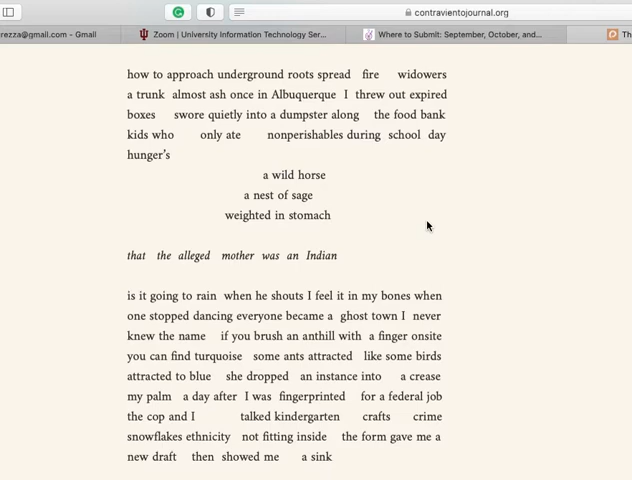 contravientojournal.org
rezza@gmail.com - Gmail Zoom | University Information Technology Ser... Where to Submit: September, October, and... Th
how to approach underground roots spread fire widowers
a trunk almost ash once in Albuquerque I threw out expired
boxes swore quietly into a dumpster along the food bank
kids who only ate nonperishables during school day
hunger's
a wild horse
a nest of sage
weighted in stomach
that the alleged mother was an Indian
is it going to rain when he shouts I feel it in my bones when
one stopped dancing everyone became a ghost town I never
knew the name if you brush an anthill with a finger onsite
you can find turquoise some ants attracted like some birds
attracted to blue she dropped an instance into a crease
my palm a day after I was fingerprinted for a federal job
the cop and I talked kindergarten crafts crime
snowflakes ethnicity not fitting inside the form gave me a
new draft then showed me a sink